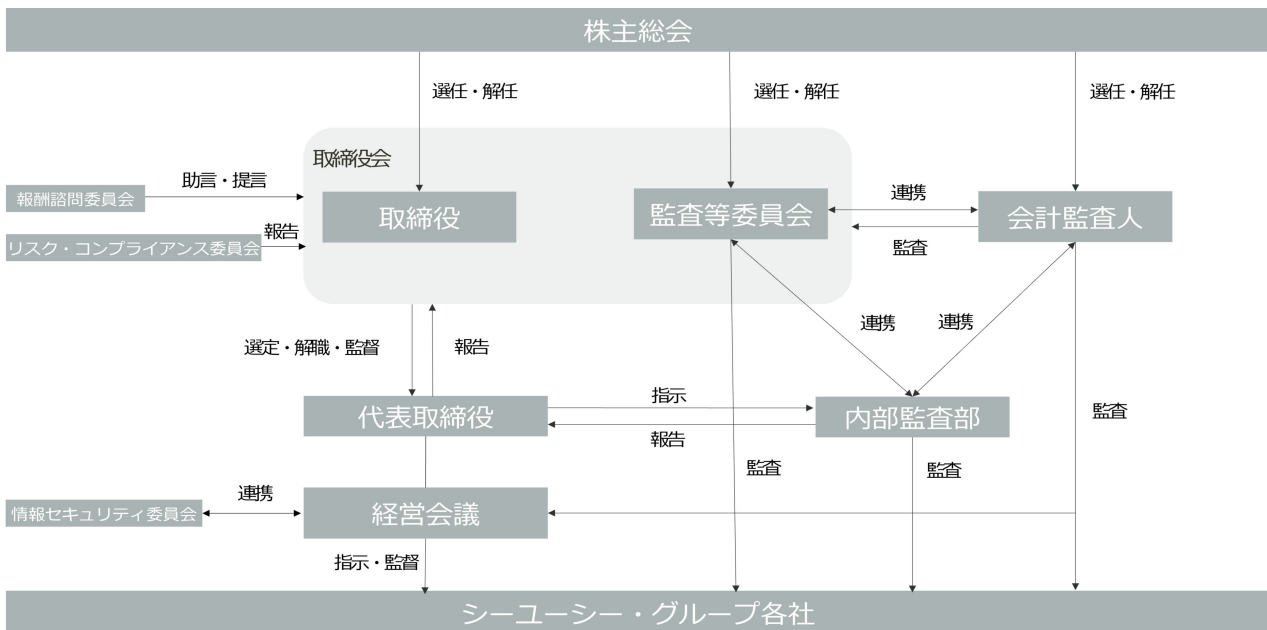 株主総会
選任・解任
選任・解任
選任・解任
取締役会
助言・提言
報酬諮問委員会
取締役
監査等委員会
連携
会計監査人
報告
リスク・コンプライアンス委員会
監査
連携
連携
選定・解職・監督
報告
代表取締役
指示
報告
内部監査部
監査
監査
監査
連携
情報セキュリティ委員会
経営会議
指示・監督
シーユーシー・グループ各社